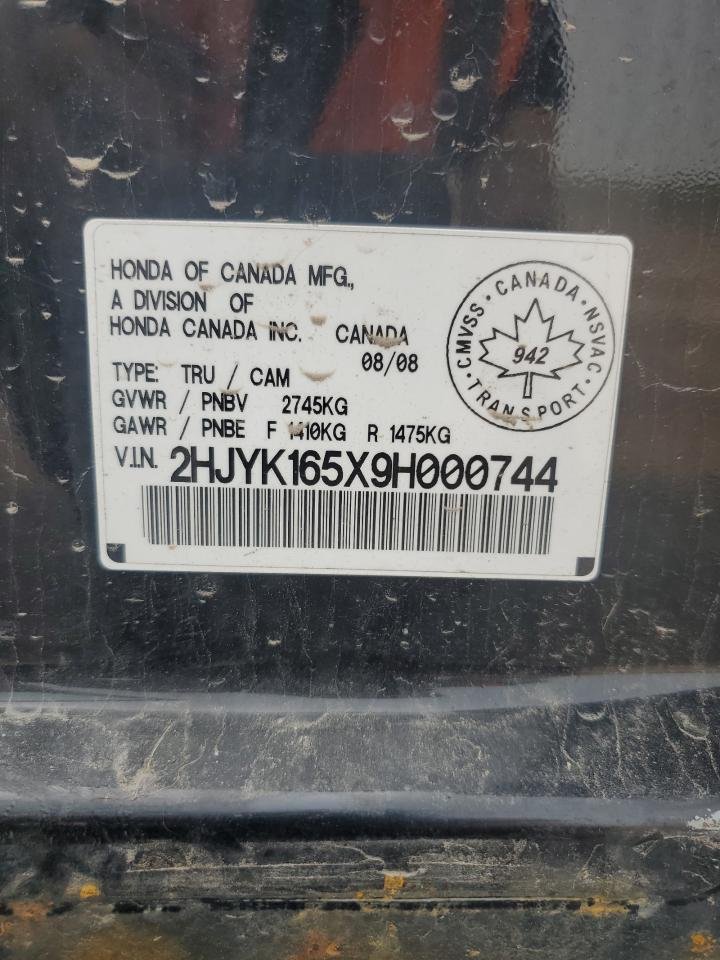 HONDA OF CANADA MFG.,
A DIVISION OF
HONDA CANADA INC. CANADA
08/08
TYPE: TRU / CAM
GVWR / PNBV 2745KG
GAWR / PNBE F 1410KG R 1475KG
V.I.N. 2HJYK165X9H000744
CMVSS · CANADA · NSVAC · TRANSPORT ·
942